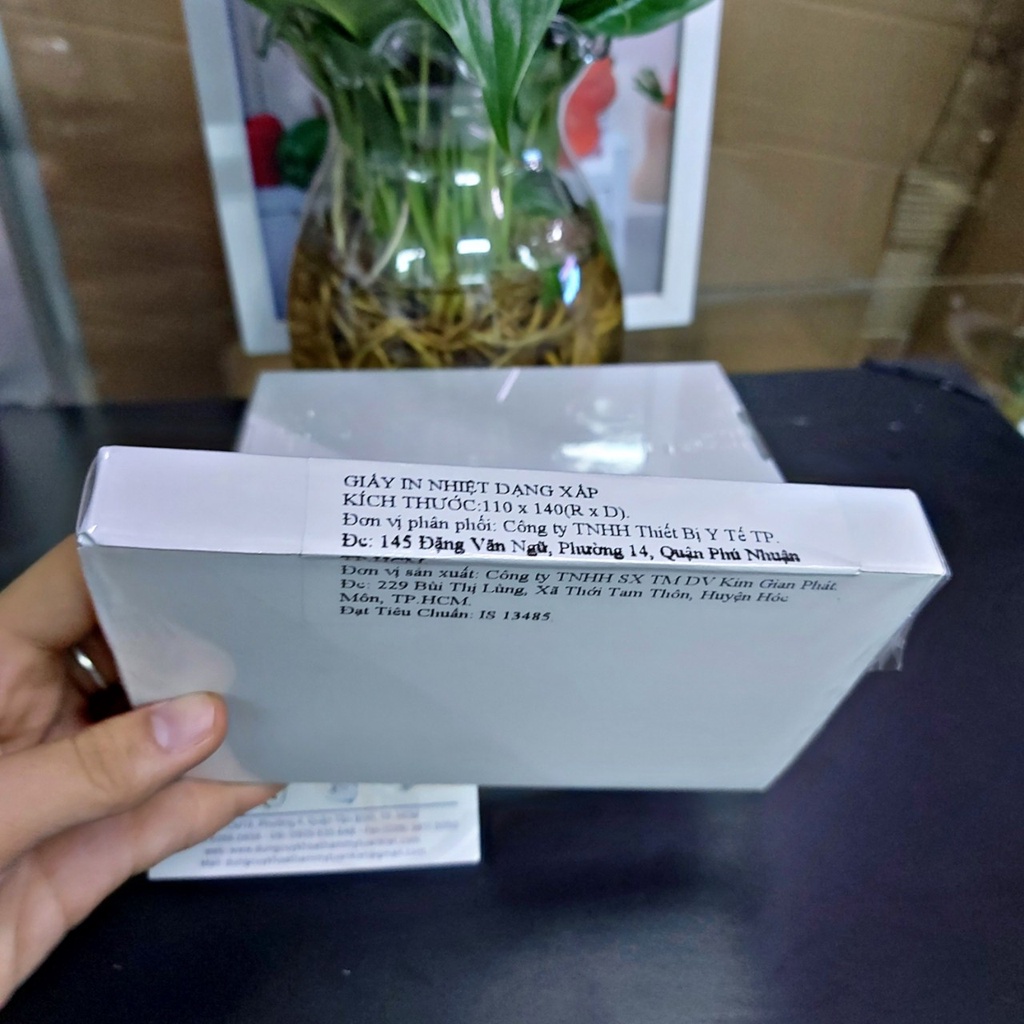 GIẤY IN NHIỆT DẠNG XẤP
KÍCH THƯỚC:110 x 140(R x D).
Đơn vị phân phối: Công ty TNHH Thiết Bị Y Tế TP.
Đc: 145 Đặng Văn Ngữ, Phường 14, Quận Phú Nhuận
Đơn vị sản xuất: Công ty TNHH SX TM DV Kim Gian Phát.
Đc: 229 Bùi Thị Lùng, Xã Thới Tam Thôn, Huyện Hóc
Môn, TP.HCM.
Đạt Tiêu Chuẩn: IS 13485